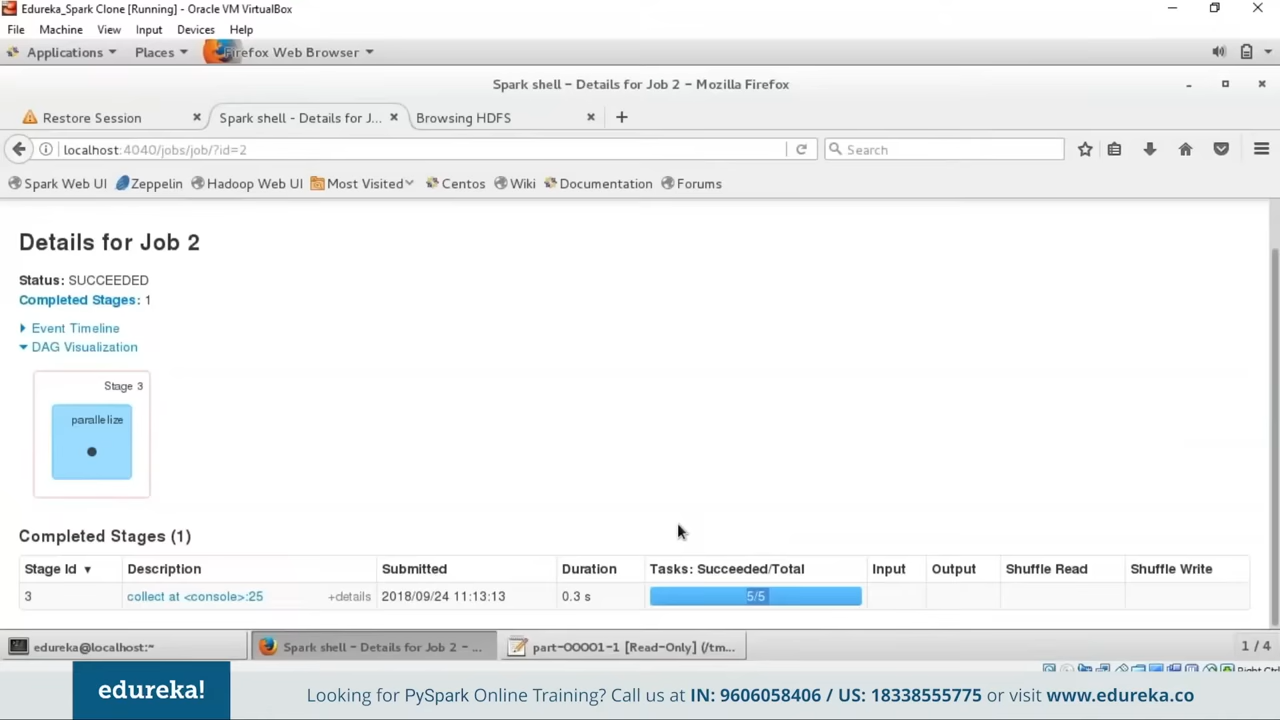 Edureka_Spark Clone [Running] - Oracle VM VirtualBox
File Machine View Input Devices Help
Applications Places Firefox Web Browser
Spark shell – Details for Job 2 – Mozilla Firefox
Restore Session Spark shell – Details for J... Browsing HDFS
localhost:4040/jobs/job/?id=2 Search
Spark Web UI Zeppelin Hadoop Web UI Most Visited Centos Wiki Documentation Forums
Details for Job 2
Status: SUCCEEDED
Completed Stages: 1
Event Timeline
DAG Visualization
Stage 3
parallelize
Completed Stages (1)
Stage Id Description Submitted Duration Tasks: Succeeded/Total Input Output Shuffle Read Shuffle Write
3 collect at <console>:25 +details 2018/09/24 11:13:13 0.3 s 5/5
edureka@localhost:~ Spark shell – Details for Job 2 – ... part-00001-1 [Read-Only] (/tm... 1 / 4
edureka! Looking for PySpark Online Training? Call us at IN: 9606058406 / US: 18338555775 or visit www.edureka.co